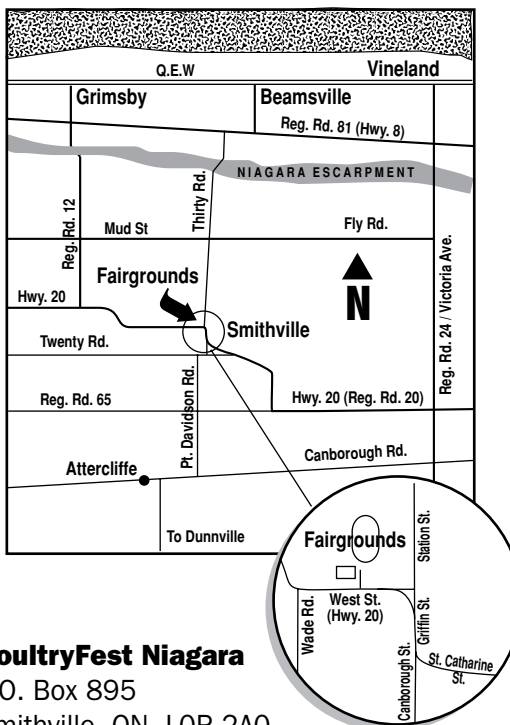 Q.E.W
Vineland
Grimsby
Beamsville
Reg. Rd. 81 (Hwy. 8)
NIAGARA ESCARPMENT
Reg. Rd. 12
Thirty Rd.
Mud St
Fly Rd.
Reg. Rd. 24 / Victoria Ave.
Fairgrounds
N
Hwy. 20
Smithville
Twenty Rd.
Pt. Davidson Rd.
Reg. Rd. 65
Hwy. 20 (Reg. Rd. 20)
Canborough Rd.
Attercliffe
To Dunnville
Fairgrounds
Station St.
Wade Rd.
West St.
(Hwy. 20)
Griffin St.
Canborough St.
St. Catharine
St.
oultryFest Niagara
O. Box 895
mithville, ON L0R 2A0